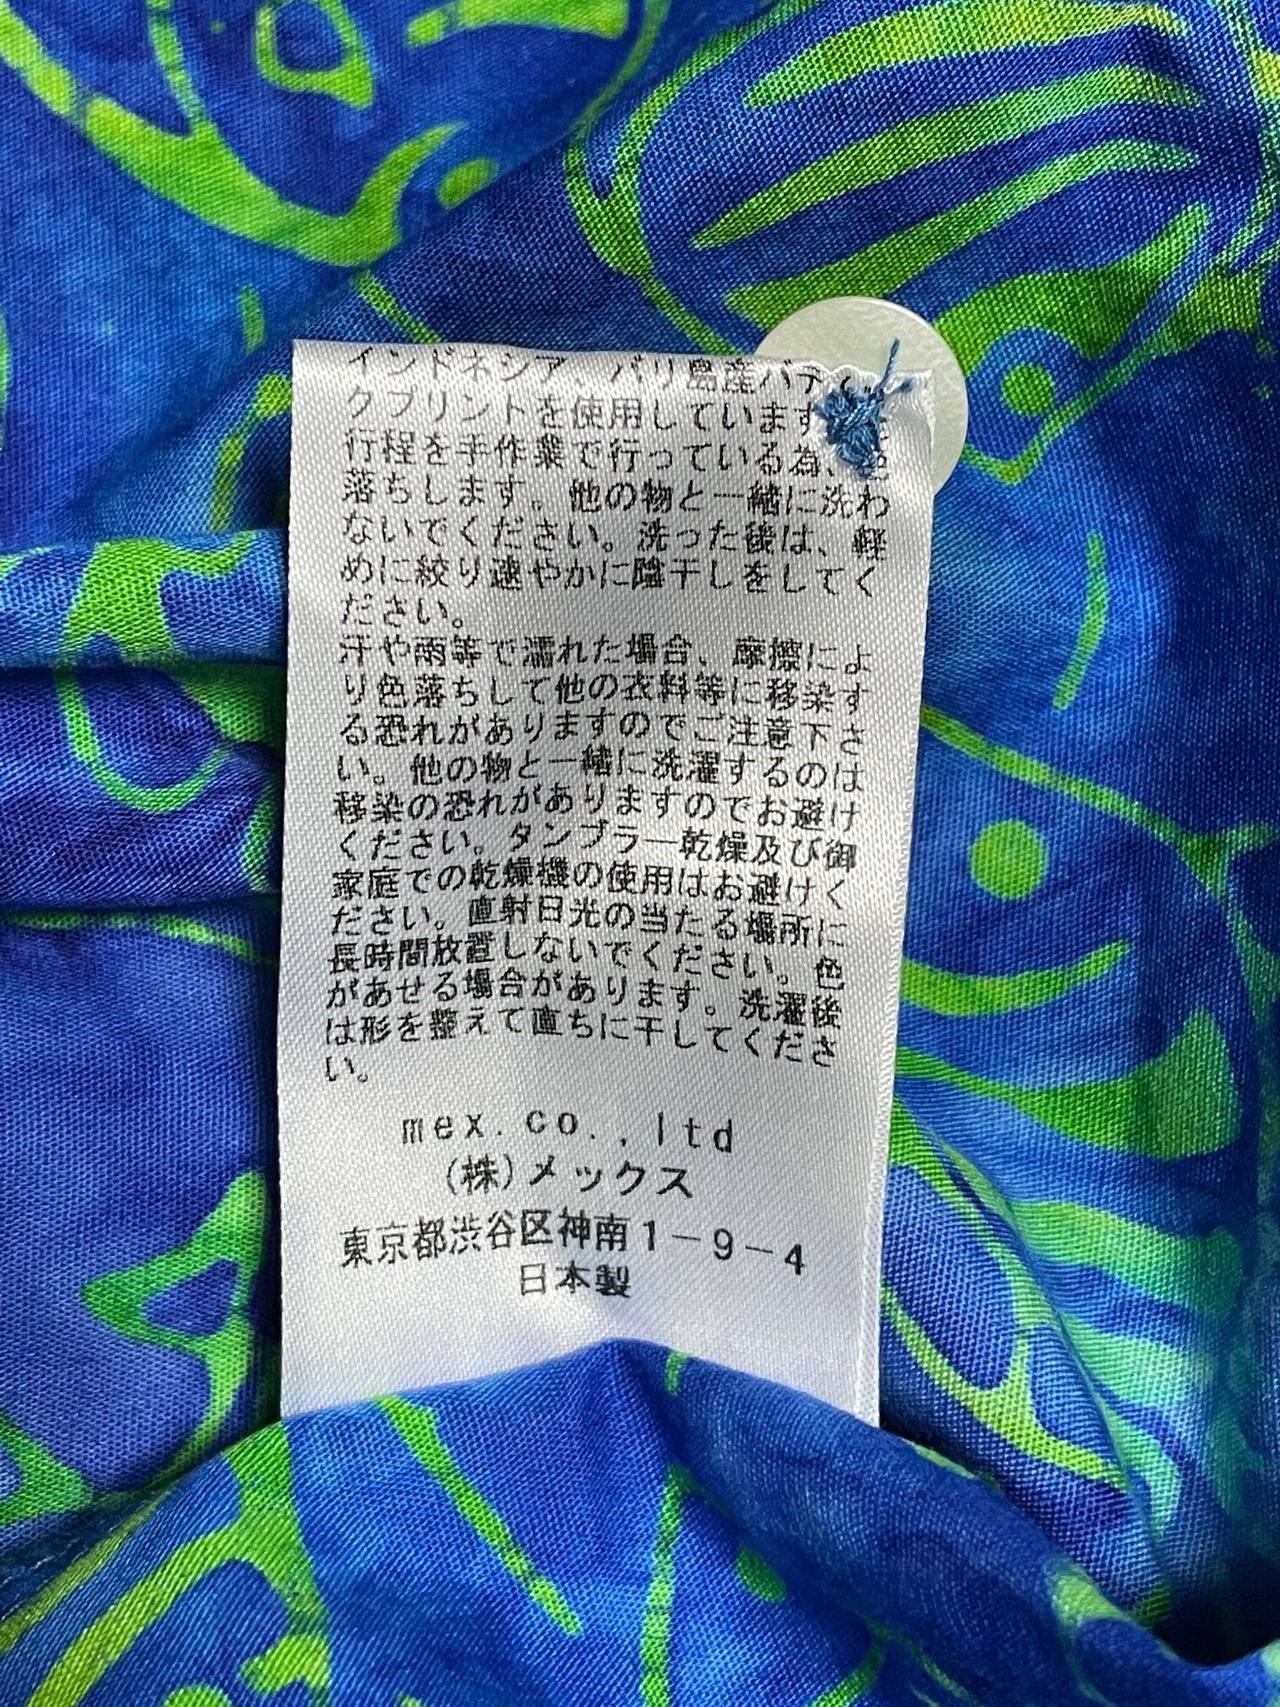 インドネシア、バリ島産バティ
クプリントを使用しています
行程を手作業で行っている為、色
落ちします。他の物と一緒に洗わ
ないでください。洗った後は、軽
めに絞り速やかに陰干しをしてく
ださい。
汗や雨等で濡れた場合、摩擦によ
り色落ちして他の衣料等に移染す
る恐れがありますのでご注意下さ
い。他の物と一緒に洗濯するのは
移染の恐れがありますのでお避け
ください。タンブラー乾燥及び御
家庭での乾燥機の使用はお避けく
ださい。直射日光の当たる場所に
長時間放置しないでください。色
があせる場合があります。洗濯後
は形を整えて直ちに干してくださ
い。
mex.co.,ltd
(株)メックス
東京都渋谷区神南1-9-4
日本製